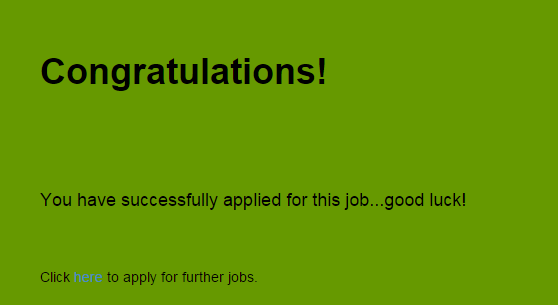 Congratulations!
You have successfully applied for this job...good luck!
Click here to apply for further jobs.